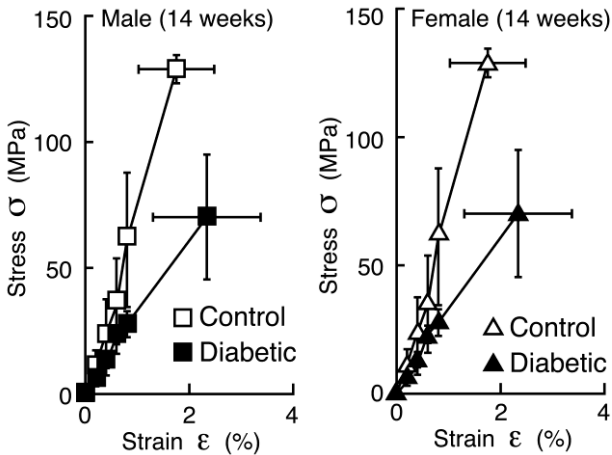 Male (14 weeks)
150
100
50
0
Stress σ (MPa)
Control
Diabetic
0
2
4
Strain ε (%)
Female (14 weeks)
150
100
50
0
Stress σ (MPa)
Control
Diabetic
0
2
4
Strain ε (%)